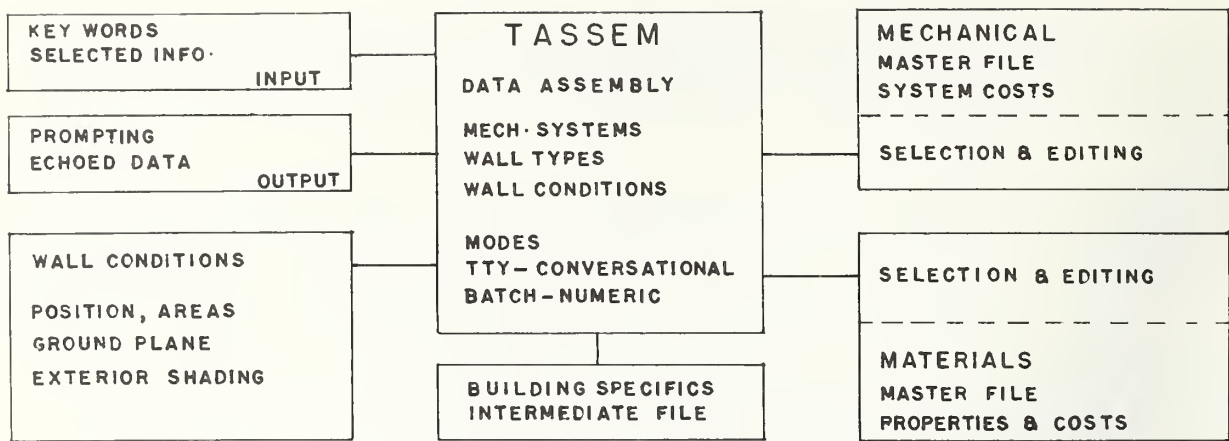 KEY WORDS
SELECTED INFO.
INPUT
PROMPTING
ECHOED DATA
OUTPUT
WALL CONDITIONS
POSITION, AREAS
GROUND PLANE
EXTERIOR SHADING
TASSEM
DATA ASSEMBLY
MECH. SYSTEMS
WALL TYPES
WALL CONDITIONS
MODES
TTY-CONVERSATIONAL
BATCH-NUMERIC
BUILDING SPECIFICS
INTERMEDIATE FILE
MECHANICAL
MASTER FILE
SYSTEM COSTS
SELECTION & EDITING
SELECTION & EDITING
MATERIALS
MASTER FILE
PROPERTIES & COSTS